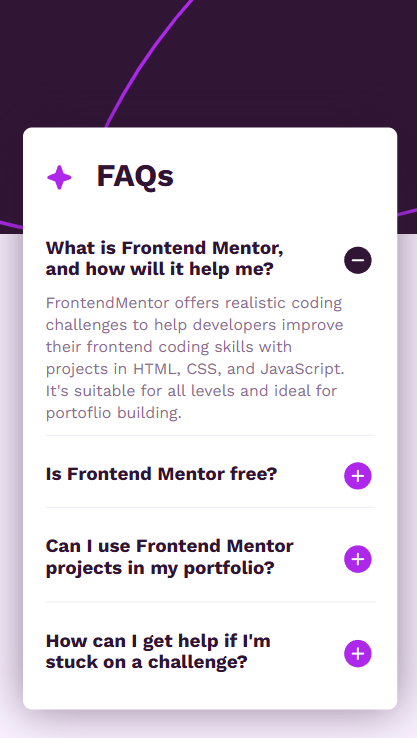 FAQs
What is Frontend Mentor,
and how will it help me?
FrontendMentor offers realistic coding
challenges to help developers improve
their frontend coding skills with
projects in HTML, CSS, and JavaScript.
It's suitable for all levels and ideal for
portoflio building.
Is Frontend Mentor free?
Can I use Frontend Mentor
projects in my portfolio?
How can I get help if I'm
stuck on a challenge?